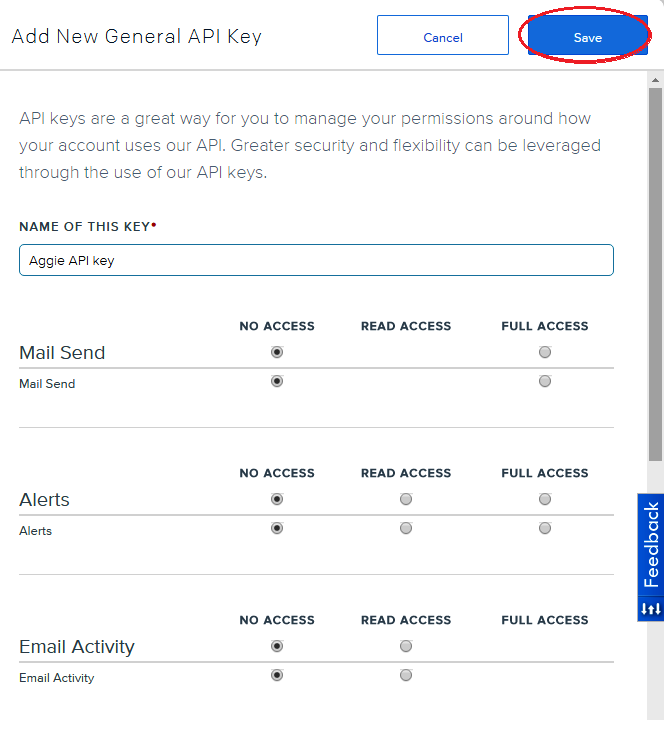 Add New General API Key
Cancel
Save
API keys are a great way for you to manage your permissions around how
your account uses our API. Greater security and flexibility can be leveraged
through the use of our API keys.
NAME OF THIS KEY•
Aggie API key
NO ACCESS READ ACCESS FULL ACCESS
Mail Send
Mail Send
NO ACCESS READ ACCESS FULL ACCESS
Alerts
Alerts
Feedback
NO ACCESS READ ACCESS FULL ACCESS
Email Activity
Email Activity